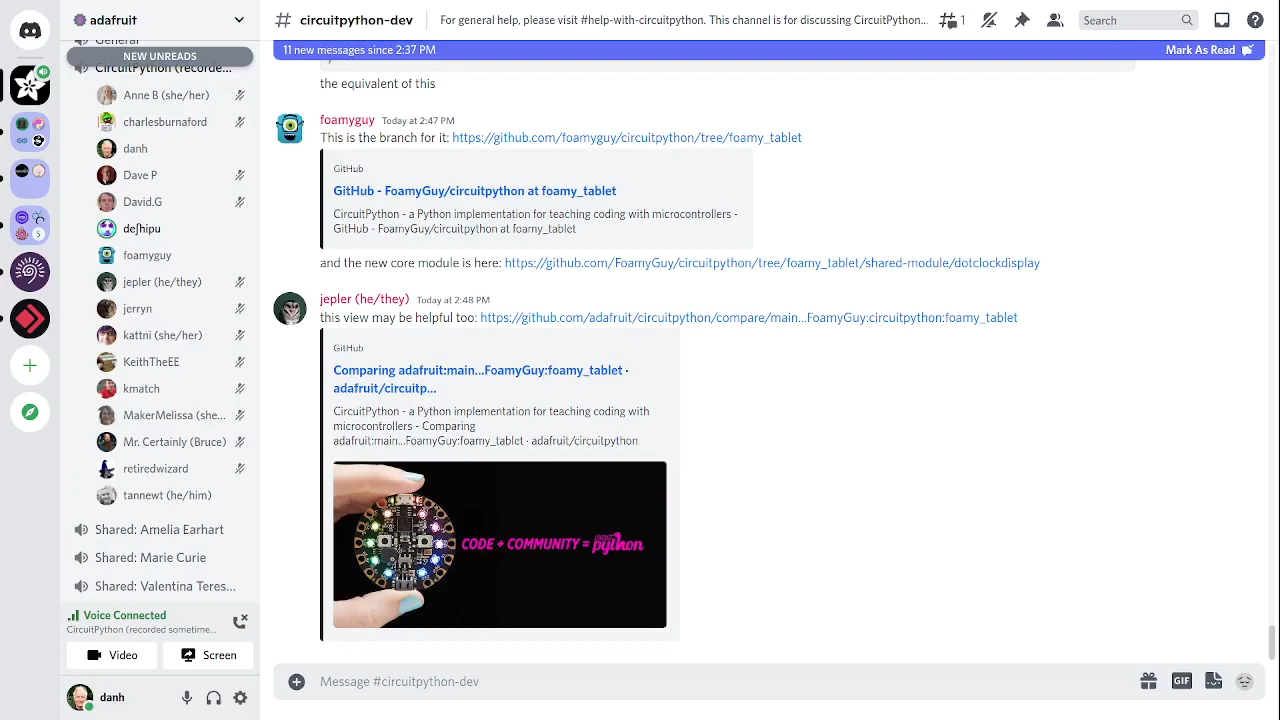 adafruit
# circuitpython-dev
For general help, please visit #help-with-circuitpython. This channel is for discussing CircuitPython...
1
Search
General
NEW UNREADS
CircuitPython (recorde...
Anne B (she/her)
charlesburnaford
danh
Dave P
David.G
deʃhipu
foamyguy
jepler (he/they)
jerryn
kattni (she/her)
KeithTheEE
kmatch
MakerMelissa (she...
Mr. Certainly (Bruce)
retiredwizard
tannewt (he/him)
Shared: Amelia Earhart
Shared: Marie Curie
Shared: Valentina Teres...
Voice Connected
CircuitPython (recorded sometime...
Video
Screen
danh
11 new messages since 2:37 PM
Mark As Read
the equivalent of this
foamyguy Today at 2:47 PM
This is the branch for it: https://github.com/foamyguy/circuitpython/tree/foamy_tablet
GitHub
GitHub - FoamyGuy/circuitpython at foamy_tablet
CircuitPython - a Python implementation for teaching coding with microcontrollers -
GitHub - FoamyGuy/circuitpython at foamy_tablet
and the new core module is here: https://github.com/FoamyGuy/circuitpython/tree/foamy_tablet/shared-module/dotclockdisplay
jepler (he/they) Today at 2:48 PM
this view may be helpful too: https://github.com/adafruit/circuitpython/compare/main...FoamyGuy:circuitpython:foamy_tablet
GitHub
Comparing adafruit:main...FoamyGuy:foamy_tablet ·
adafruit/circuitp...
CircuitPython - a Python implementation for teaching coding with
microcontrollers - Comparing
adafruit:main...FoamyGuy:foamy_tablet · adafruit/circuitpython
CODE + COMMUNITY = circuit python
Message #circuitpython-dev
GIF